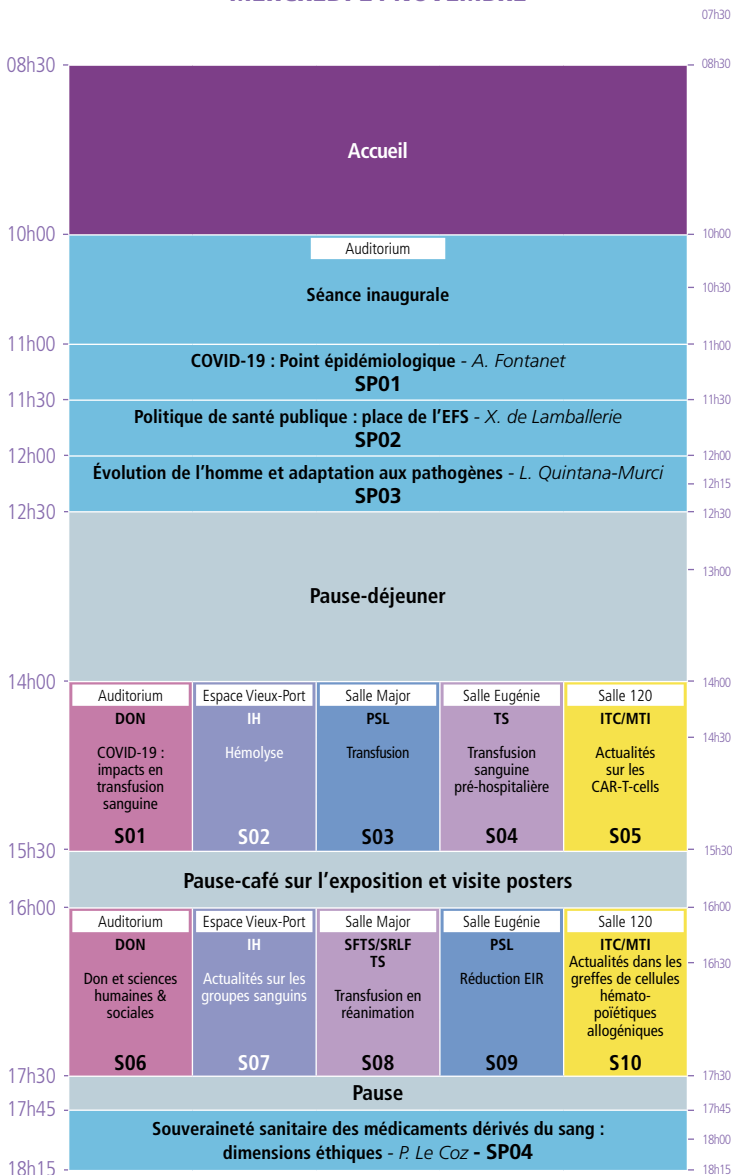 MERCREDI 24 NOVEMBRE
07h30
08h30
08h30
Accueil
10h00
10h00
Auditorium
10h30
Séance inaugurale
11h00
11h00
COVID-19 : Point épidémiologique - A. Fontanet
SP01
11h30
11h30
Politique de santé publique : place de l'EFS - X. de Lamballerie
SP02
12h00
12h00
Évolution de l'homme et adaptation aux pathogènes - L. Quintana-Murci
12h15
SP03
12h30
12h30
13h00
Pause-déjeuner
14h00
14h00
Auditorium
DON
COVID-19 :
impacts en
transfusion
sanguine
S01
Espace Vieux-Port
IH
Hémolyse
S02
Salle Major
PSL
Transfusion
S03
Salle Eugénie
TS
Transfusion
sanguine
pré-hospitalière
S04
Salle 120
ITC/MTI
Actualités
sur les
CAR-T-cells
S05
14h30
15h30
15h30
Pause-café sur l'exposition et visite posters
16h00
16h00
Auditorium
DON
Don et sciences
humaines &
sociales
S06
Espace Vieux-Port
IH
Actualités sur les
groupes sanguins
S07
Salle Major
SFTS/SRLF
TS
Transfusion en
réanimation
S08
Salle Eugénie
PSL
Réduction EIR
S09
Salle 120
ITC/MTI
Actualités dans les
greffes de cellules
hémato-
poïétiques
allogéniques
S10
16h30
17h30
17h30
Pause
17h45
17h45
Souveraineté sanitaire des médicaments dérivés du sang :
dimensions éthiques - P. Le Coz - SP04
18h00
18h15
18h15